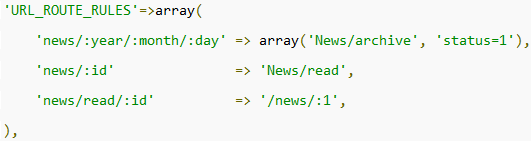 'URL_ROUTE_RULES'=>array(
'news/:year/:month/:day' => array('News/archive', 'status=1'),
'news/:id' => 'News/read',
'news/read/:id' => '/news/:1',
),